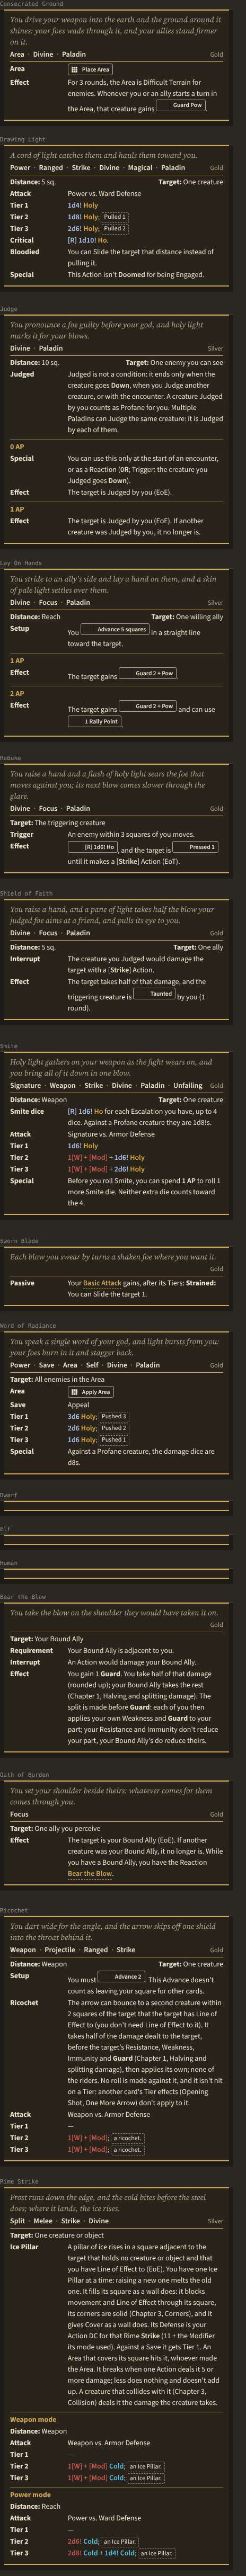 Consecrated Ground
You drive your weapon into the earth and the ground around it
shines: your foes wade through it, and your allies stand firmer
on it.
Area · Divine · Paladin Gold
Area Place Area
Effect For 3 rounds, the Area is Difficult Terrain for
enemies. Whenever you or an ally starts a turn in
the Area, that creature gains Guard Pow.
Drawing Light
A cord of light catches them and hauls them toward you.
Power · Ranged · Strike · Divine · Magical · Paladin Gold
Distance: 5 sq. Target: One creature
Attack Power vs. Ward Defense
Tier 1 1d4! Holy
Tier 2 1d8! Holy; Pulled 1
Tier 3 2d6! Holy; Pulled 2
Critical [R] 1d10! Ho.
Bloodied You can Slide the target that distance instead of
pulling it.
Special This Action isn't Doomed for being Engaged.
Judge
You pronounce a foe guilty before your god, and holy light
marks it for your blows.
Divine · Paladin Silver
Distance: 10 sq. Target: One enemy you can see
Judged Judged is not a condition: it ends only when the
creature goes Down, when you Judge another
creature, or with the encounter. A creature Judged
by you counts as Profane for you. Multiple
Paladins can Judge the same creature: it is Judged
by each of them.
0 AP
Special You can use this only at the start of an encounter,
or as a Reaction (0R; Trigger: the creature you
Judged goes Down).
Effect The target is Judged by you (EoE).
1 AP
Effect The target is Judged by you (EoE). If another
creature was Judged by you, it no longer is.
Lay On Hands
You stride to an ally's side and lay a hand on them, and a skin
of pale light settles over them.
Divine · Focus · Paladin Silver
Distance: Reach Target: One willing ally
Setup You Advance 5 squares in a straight line
toward the target.
1 AP
Effect The target gains Guard 2 + Pow
2 AP
Effect The target gains Guard 2 + Pow and can use
1 Rally Point
Rebuke
You raise a hand and a flash of holy light sears the foe that
moves against you; its next blow comes slower through the
glare.
Divine · Focus · Paladin Gold
Target: The triggering creature
Trigger An enemy within 3 squares of you moves.
Effect [R] 1d6! Ho, and the target is Pressed 1
until it makes a [Strike] Action (EoT).
Shield of Faith
You raise a hand, and a pane of light takes half the blow your
judged foe aims at a friend, and pulls its eye to you.
Divine · Focus · Paladin Gold
Distance: 5 sq. Target: One ally
Interrupt The creature you Judged would damage the
target with a [Strike] Action.
Effect The target takes half of that damage, and the
triggering creature is Taunted by you (1
round).
Smite
Holy light gathers on your weapon as the fight wears on, and
you bring all of it down in one blow.
Signature · Weapon · Strike · Divine · Paladin · Unfailing Gold
Distance: Weapon Target: One creature
Smite dice [R] 1d6! Ho for each Escalation you have, up to 4
dice. Against a Profane creature they are 1d8!s.
Attack Signature vs. Armor Defense
Tier 1 1d6! Holy
Tier 2 1[W] + [Mod] + 1d6! Holy
Tier 3 1[W] + [Mod] + 2d6! Holy
Special Before you roll Smite, you can spend 1 AP to roll 1
more Smite die. Neither extra die counts toward
the 4.
Sworn Blade
Each blow you swear by turns a shaken foe where you want it.
Gold
Passive Your Basic Attack gains, after its Tiers: Strained:
You can Slide the target 1.
Word of Radiance
You speak a single word of your god, and light bursts from you:
your foes burn in it and stagger back.
Power · Save · Area · Self · Divine · Paladin Gold
Target: All enemies in the Area
Area Apply Area
Save Appeal
Tier 1 3d6 Holy; Pushed 3
Tier 2 2d6 Holy; Pushed 2
Tier 3 1d6 Holy; Pushed 1
Special Against a Profane creature, the damage dice are
d8s.
Dwarf
Elf
Human
Bear the Blow
You take the blow on the shoulder they would have taken it on.
Gold
Target: Your Bound Ally
Requirement Your Bound Ally is adjacent to you.
Interrupt An Action would damage your Bound Ally.
Effect You gain 1 Guard. You take half of that damage
(rounded up); your Bound Ally takes the rest
(Chapter 1, Halving and splitting damage). The
split is made before Guard: each of you then
applies your own Weakness and Guard to your
part; your Resistance and Immunity don't reduce
your part, your Bound Ally's do reduce theirs.
Oath of Burden
You set your shoulder beside theirs: whatever comes for them
comes through you.
Focus Gold
Target: One ally you perceive
Effect The target is your Bound Ally (EoE). If another
creature was your Bound Ally, it no longer is. While
you have a Bound Ally, you have the Reaction
Bear the Blow.
Ricochet
You dart wide for the angle, and the arrow skips off one shield
into the throat behind it.
Weapon · Projectile · Ranged · Strike Gold
Distance: Weapon Target: One creature
Setup You must Advance 2. This Advance doesn't
count as leaving your square for other cards.
Ricochet The arrow can bounce to a second creature within
2 squares of the target that the target has Line of
Effect to (you don't need Line of Effect to it). It
takes half of the damage dealt to the target,
before the target's Resistance, Weakness,
Immunity and Guard (Chapter 1, Halving and
splitting damage), then applies its own; none of
the riders. No roll is made against it, and it isn't hit
on a Tier: another card's Tier effects (Opening
Shot, One More Arrow) don't apply to it.
Attack Weapon vs. Armor Defense
Tier 1 —
Tier 2 1[W] + [Mod]; a ricochet.
Tier 3 1[W] + [Mod]; a ricochet.
Rime Strike
Frost runs down the edge, and the cold bites before the steel
does; where it lands, the ice rises.
Split · Melee · Strike · Divine Silver
Target: One creature or object
Ice Pillar A pillar of ice rises in a square adjacent to the
target that holds no creature or object and that
you have Line of Effect to (EoE). You have one Ice
Pillar at a time: raising a new one melts the old
one. It fills its square as a wall does: it blocks
movement and Line of Effect through its square,
its corners are solid (Chapter 3, Corners), and it
gives Cover as a wall does. Its Defense is your
Action DC for that Rime Strike (11 + the Modifier
its mode used). Against a Save it gets Tier 1. An
Area that covers its square hits it, whoever made
the Area. It breaks when one Action deals it 5 or
more damage; less does nothing and doesn't add
up. A creature that collides with it (Chapter 3,
Collision) deals it the damage the creature takes.
Weapon mode
Distance: Weapon
Attack Weapon vs. Armor Defense
Tier 1 —
Tier 2 1[W] + [Mod] Cold; an Ice Pillar.
Tier 3 1[W] + [Mod] Cold; an Ice Pillar.
Power mode
Distance: Reach
Attack Power vs. Ward Defense
Tier 1 —
Tier 2 2d6! Cold; an Ice Pillar.
Tier 3 2d8! Cold + 1d4! Cold; an Ice Pillar.